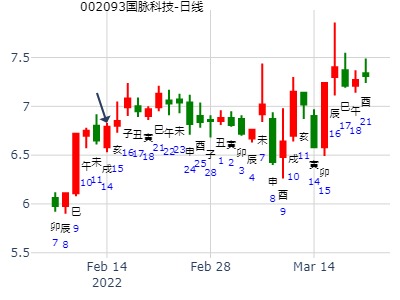 002093国脉科技-日线
7.5
7
6.5
6
5.5
卯 7
辰 8
巳 9
午 10
未 11
戌 14
亥 15
子 16
丑 17
寅 18
巳 21
午 22
未 23
申 24
酉 25
子 28
丑 1
寅 2
卯 3
辰 4
未 7
申 8
酉 9
戌 10
亥 11
寅 14
卯 15
辰 16
巳 17
午 18
酉 21
Feb 14
2022
Feb 28
Mar 14